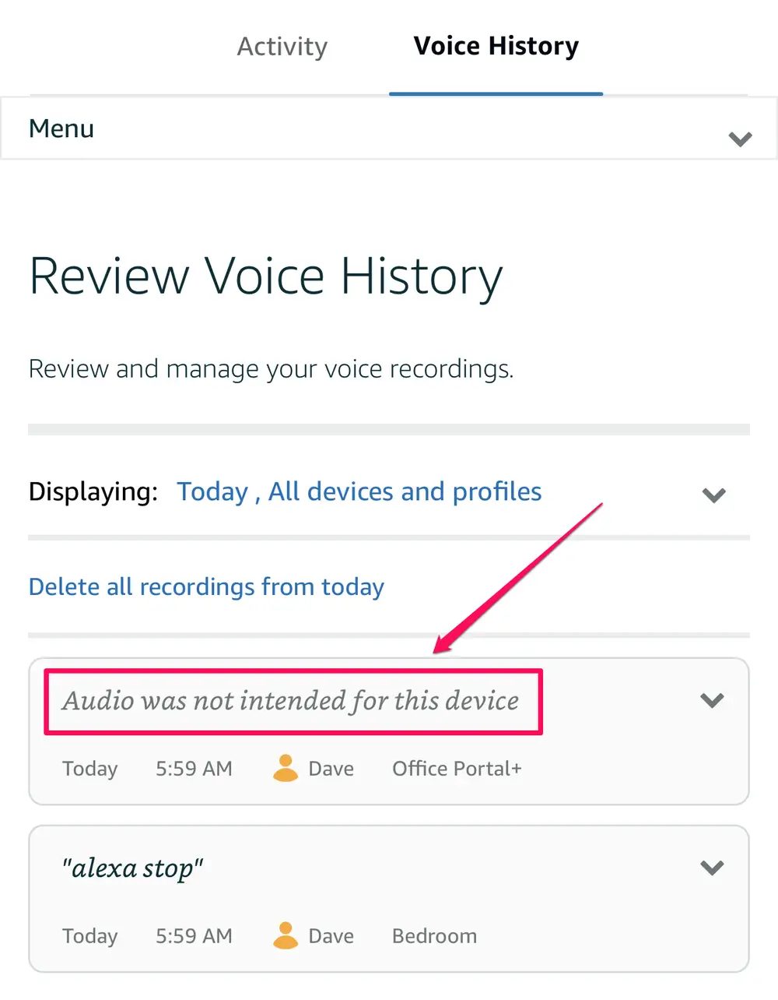 Activity Voice History
Menu
Review Voice History
Review and manage your voice recordings.
Displaying: Today , All devices and profiles
Delete all recordings from today
Audio was not intended for this device
Today 5:59 AM Dave Office Portal+
"alexa stop"
Today 5:59 AM Dave Bedroom